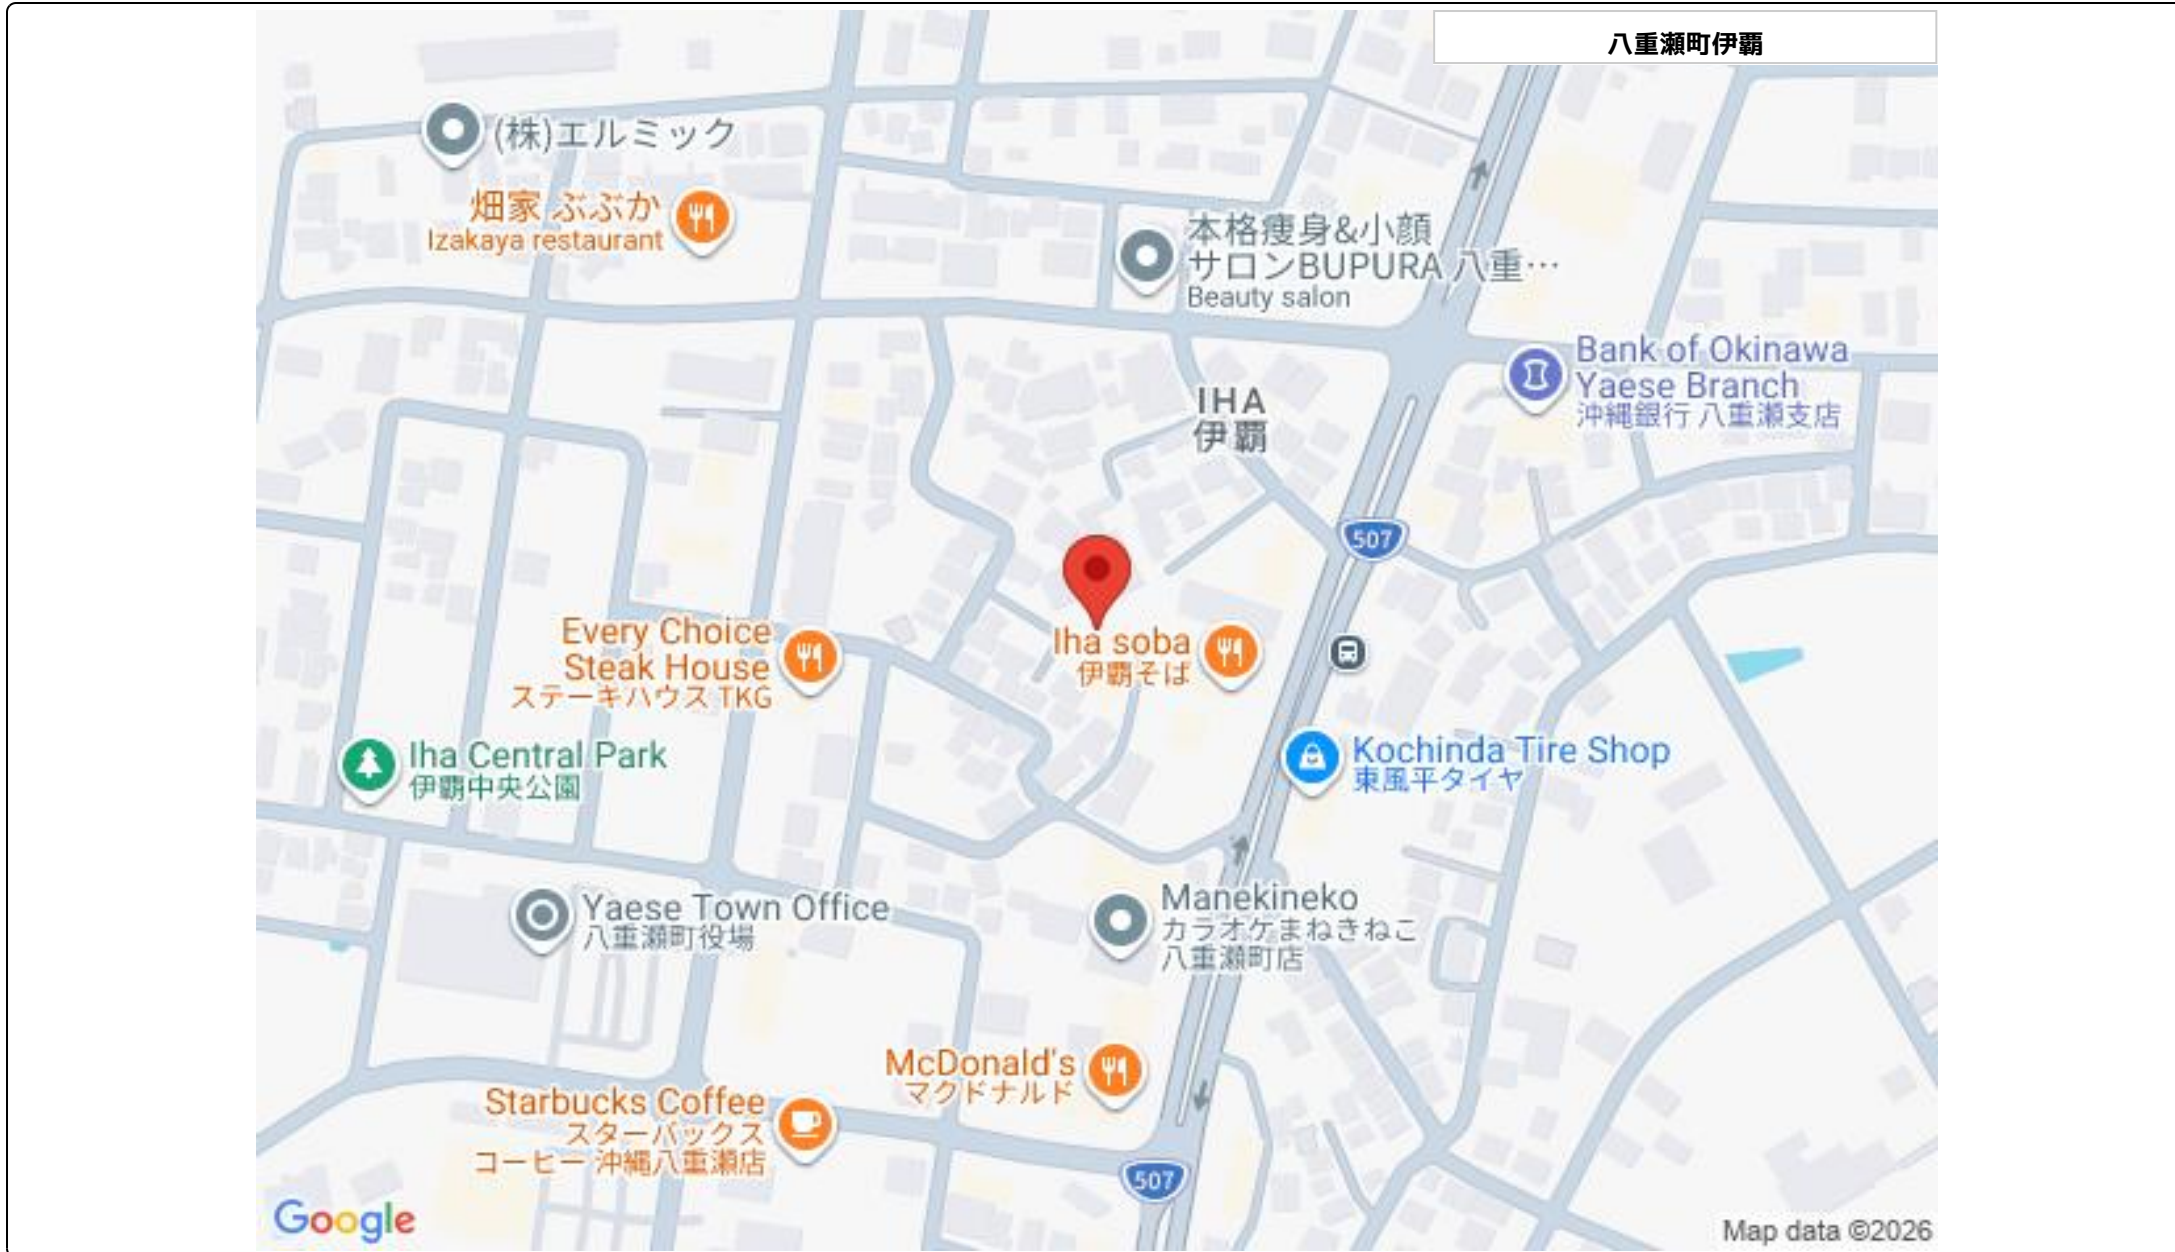 八重瀬町伊覇
(株)エルミック
畑家 ぶぶか
Izakaya restaurant
本格痩身&小顔
サロンBUPURA 八重…
Beauty salon
Bank of Okinawa
Yaese Branch
沖縄銀行 八重瀬支店
IHA
伊覇
507
Every Choice
Steak House
ステーキハウス TKG
Iha soba
伊覇そば
Iha Central Park
伊覇中央公園
Kochinda Tire Shop
東風平タイヤ
Yaese Town Office
八重瀬町役場
Manekineko
カラオケまねきねこ
八重瀬町店
McDonald's
マクドナルド
Starbucks Coffee
スターバックス
コーヒー 沖縄八重瀬店
507
Google
Map data ©2026